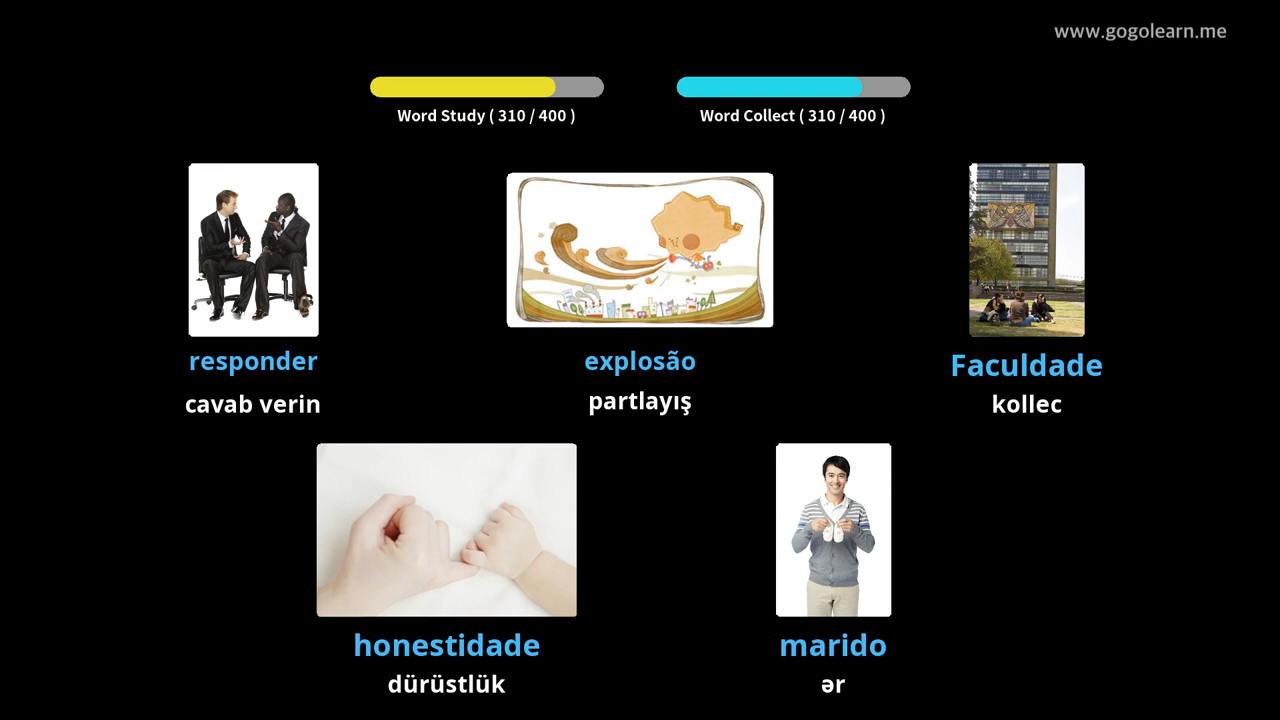 www.gogolearn.me
Word Study ( 310 / 400 )
Word Collect ( 310 / 400 )
responder
explosão
Faculdade
cavab verin
partlayış
kollec
honestidade
marido
dürüstlük
ər